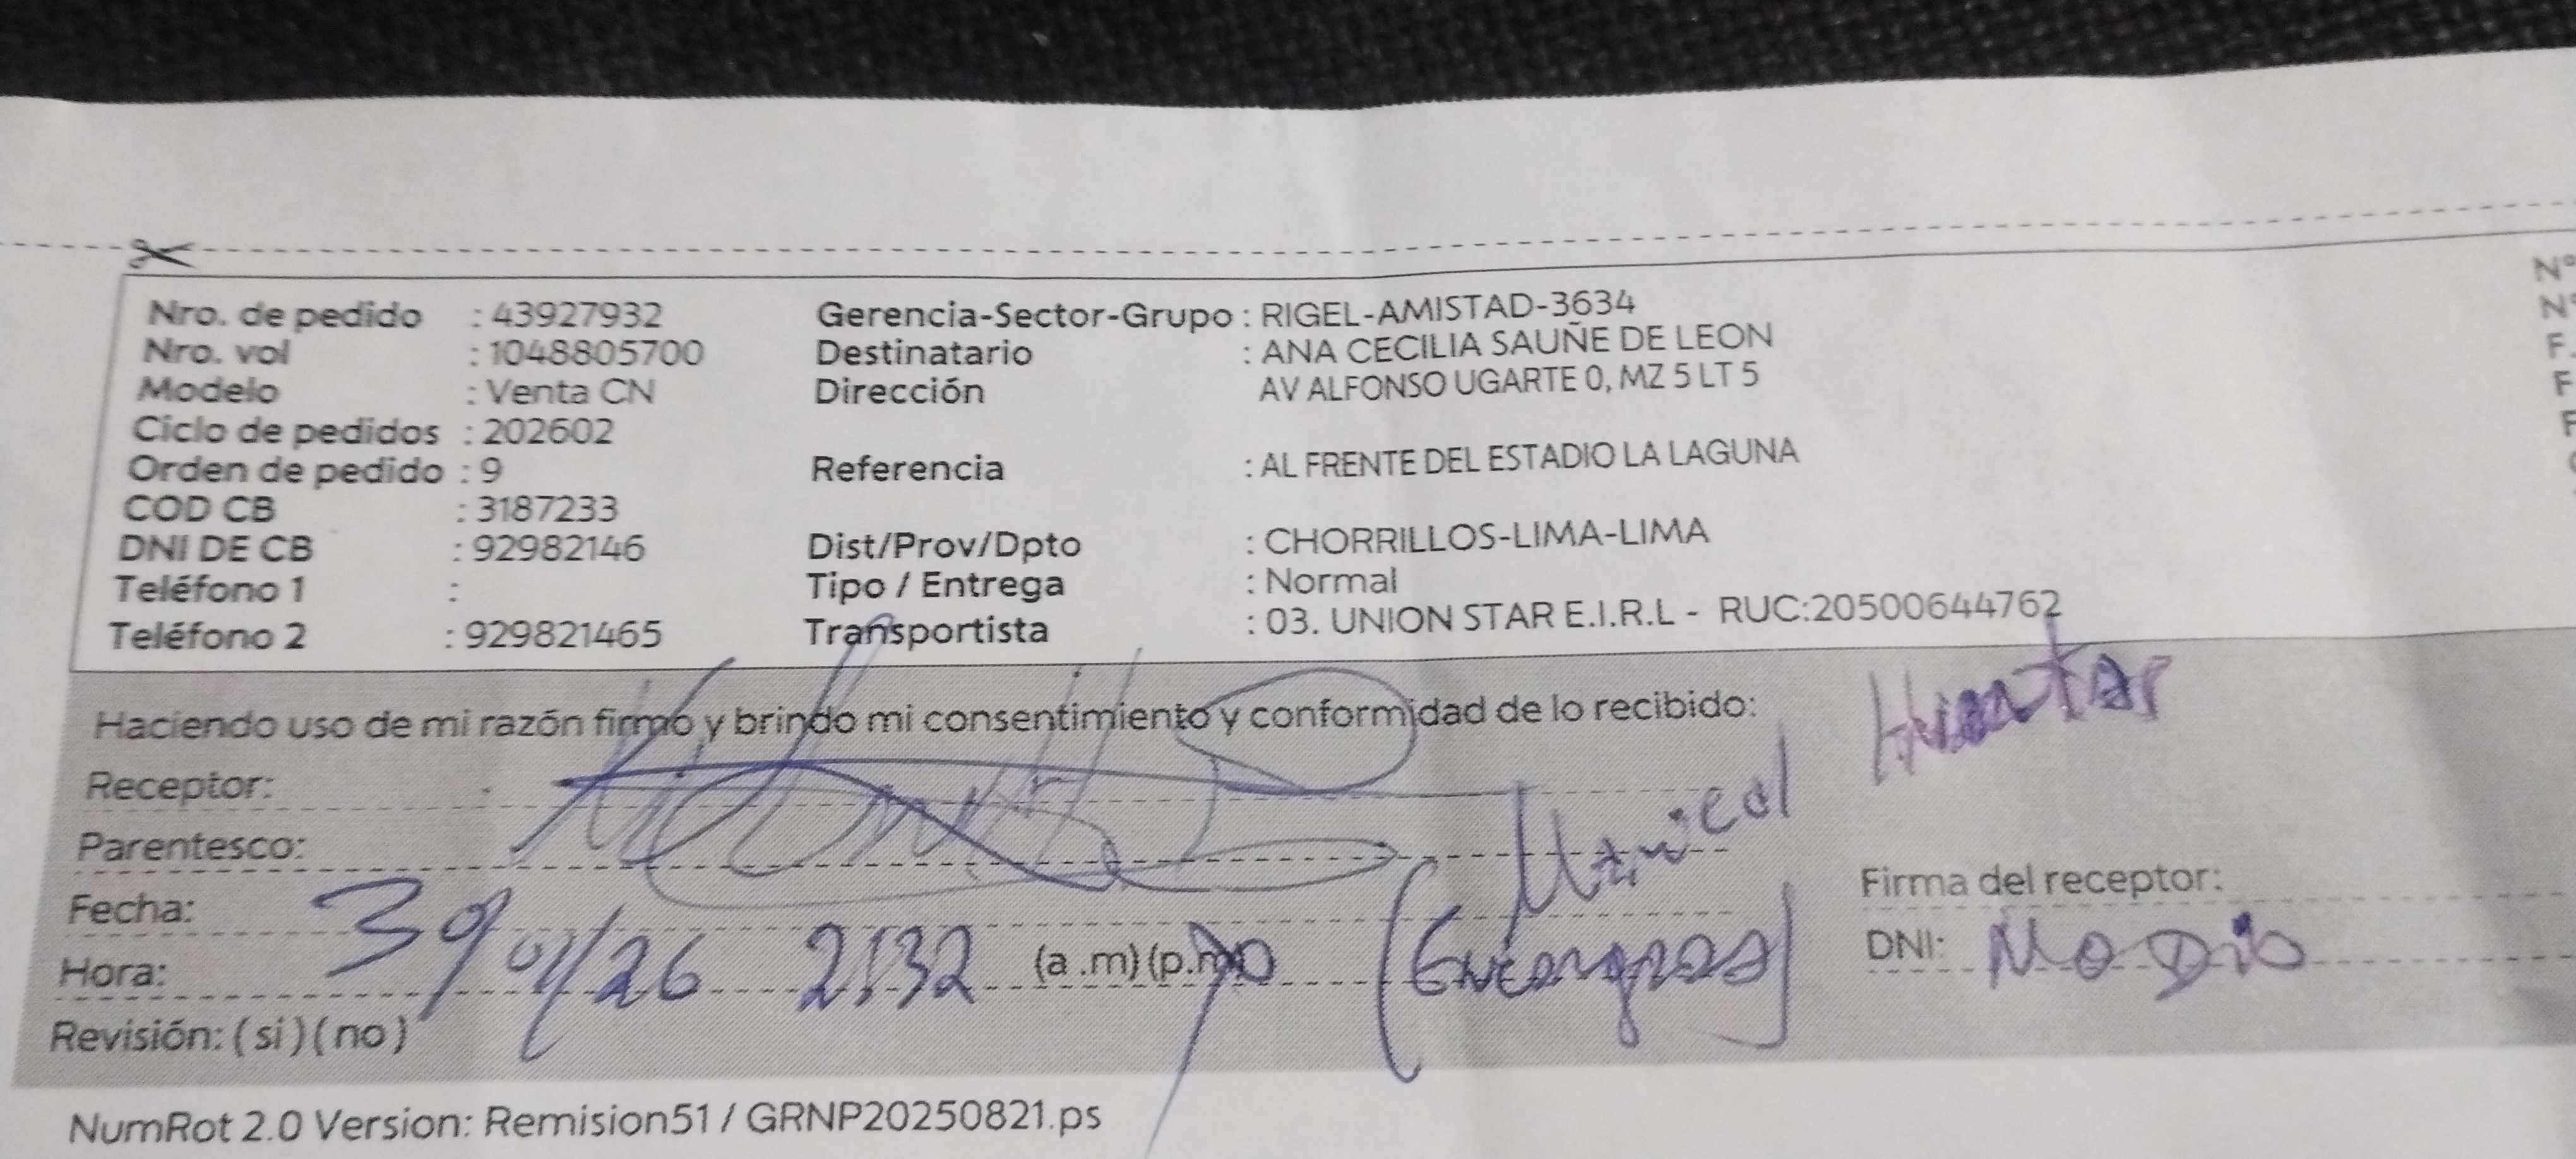 Nro. de pedido : 43927932 Gerencia-Sector-Grupo : RIGEL-AMISTAD-3634
Nro. vol : 1048805700 Destinatario : ANA CECILIA SAUÑE DE LEON
Modelo : Venta CN Dirección AV ALFONSO UGARTE 0, MZ 5 LT 5
Ciclo de pedidos : 202602
Orden de pedido : 9 Referencia : AL FRENTE DEL ESTADIO LA LAGUNA
COD CB : 3187233
DNI DE CB : 92982146 Dist/Prov/Dpto : CHORRILLOS-LIMA-LIMA
Teléfono 1 : Tipo / Entrega : Normal
Teléfono 2 : 929821465 Transportista : 03. UNION STAR E.I.R.L - RUC:20500644762
Haciendo uso de mi razón firmo y brindo mi consentimiento y conformidad de lo recibido:
Receptor:
Parentesco:
Fecha: Firma del receptor:
Hora: 2:32 (a .m) (p.m) DNI: No Dio
Revisión: ( si ) ( no )
NumRot 2.0 Version: Remision51 / GRNP20250821.ps